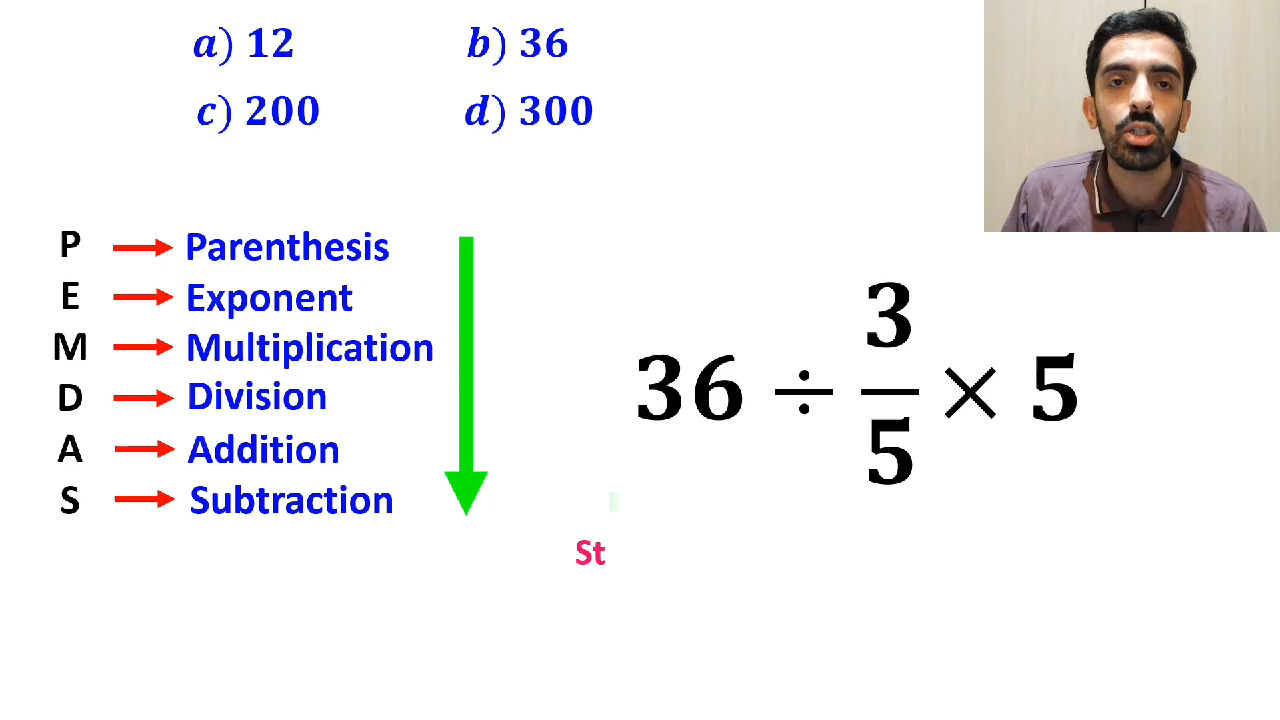 a) 12 b) 36
c) 200 d) 300
P → Parenthesis
E → Exponent
M → Multiplication
D → Division
A → Addition
S → Subtraction
36 ÷ 3/5 × 5
St